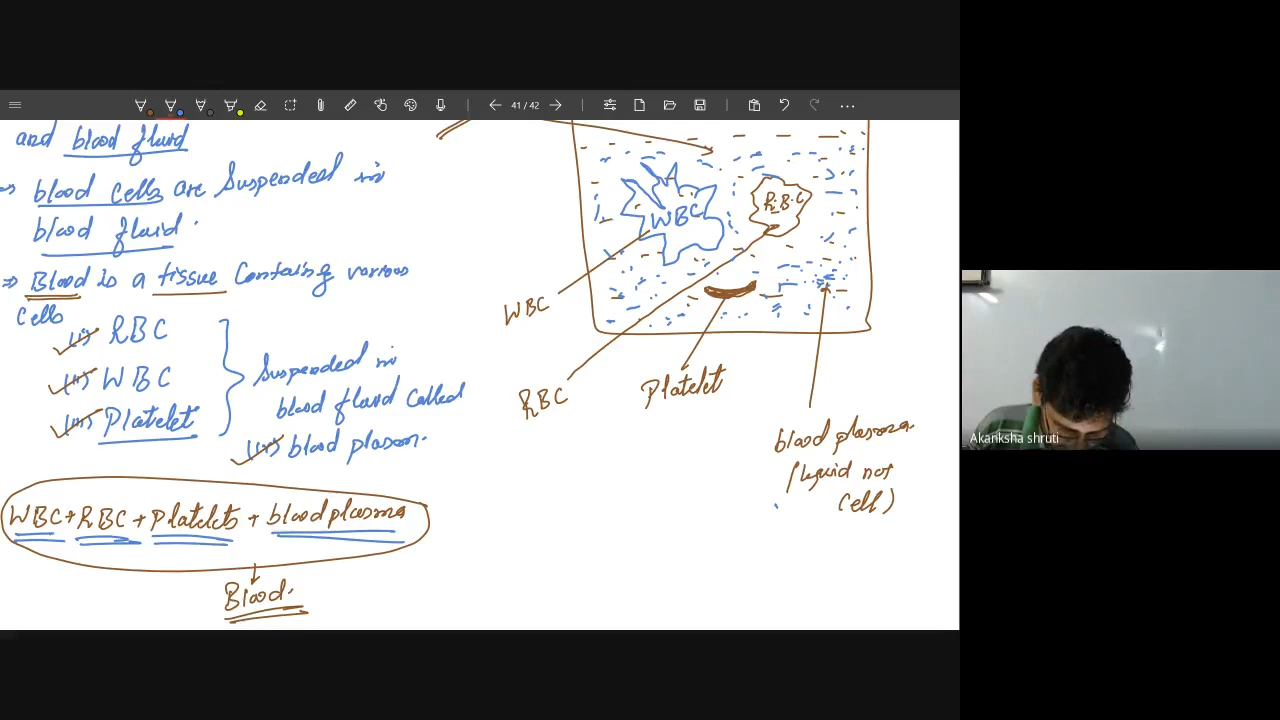 41 / 42
and blood fluid
⇒ blood cells are suspended in
blood fluid.
⇒ Blood is a tissue containing various
cells
(i) RBC
(ii) WBC
(iii) Platelet
suspended in
blood fluid called
(iv) blood plasm.
WBC + RBC + Platelets + blood plasma
Blood.
WBC
R.B.C
WBC
RBC
Platelet
blood plasma
(liquid not
cell)
Akanksha shruti